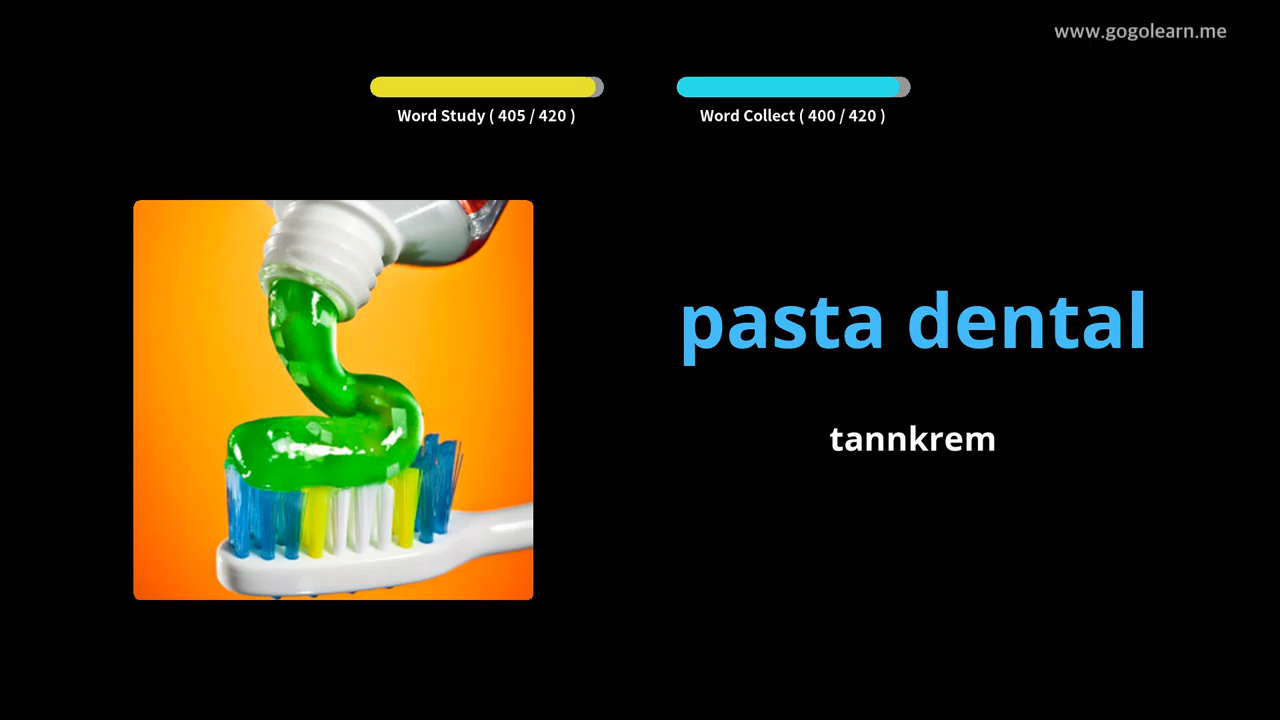 www.gogolearn.me
Word Study ( 405 / 420 )
Word Collect ( 400 / 420 )
pasta dental
tannkrem